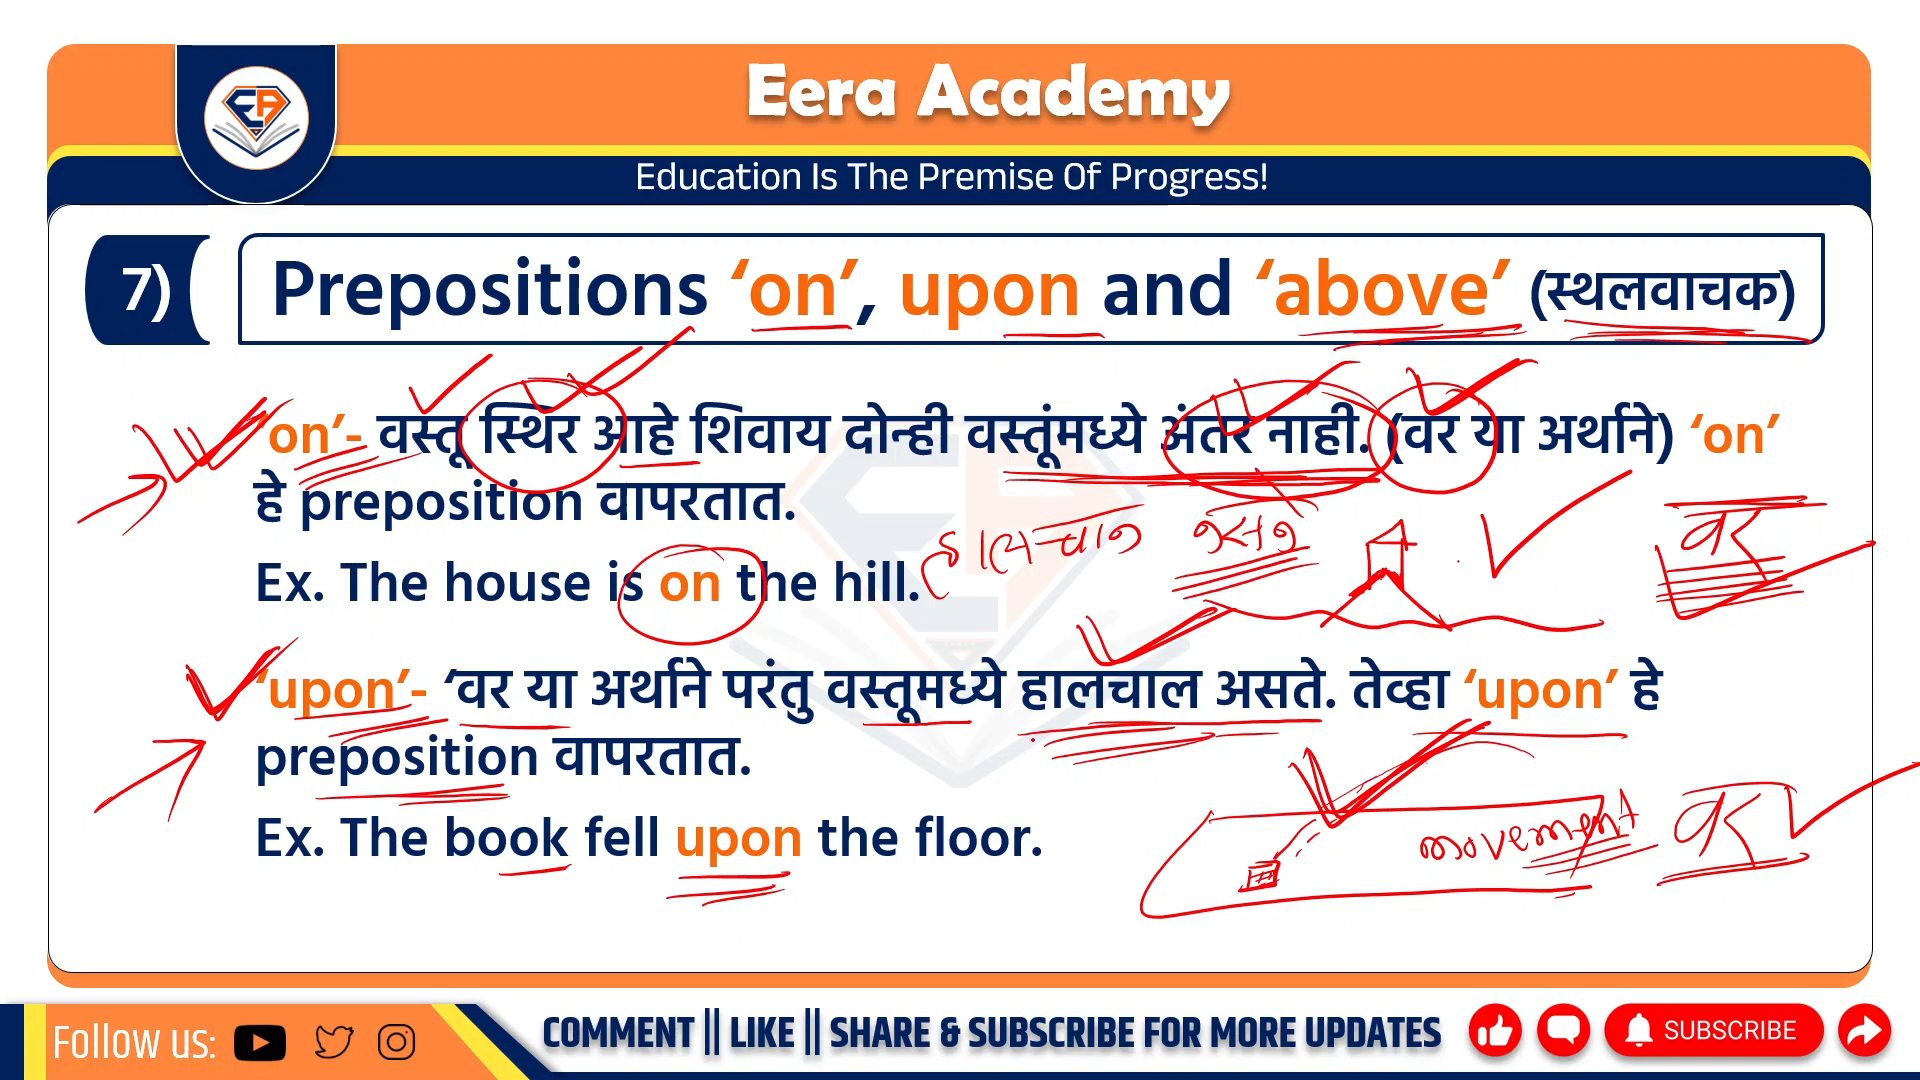 Eera Academy
Education Is The Premise Of Progress!
7)
Prepositions ‘on’, upon and ‘above’ (स्थलवाचक)
‘on’- वस्तू स्थिर आहे शिवाय दोन्ही वस्तूंमध्ये अंतर नाही. (वर या अर्थाने) ‘on’
हे preposition वापरतात.
वर
Ex. The house is on the hill.
‘upon’- ‘वर या अर्थाने परंतु वस्तूमध्ये हालचाल असते. तेव्हा ‘upon’ हे
preposition वापरतात.
Ex. The book fell upon the floor.
movement वर
Follow us:
COMMENT || LIKE || SHARE & SUBSCRIBE FOR MORE UPDATES
SUBSCRIBE